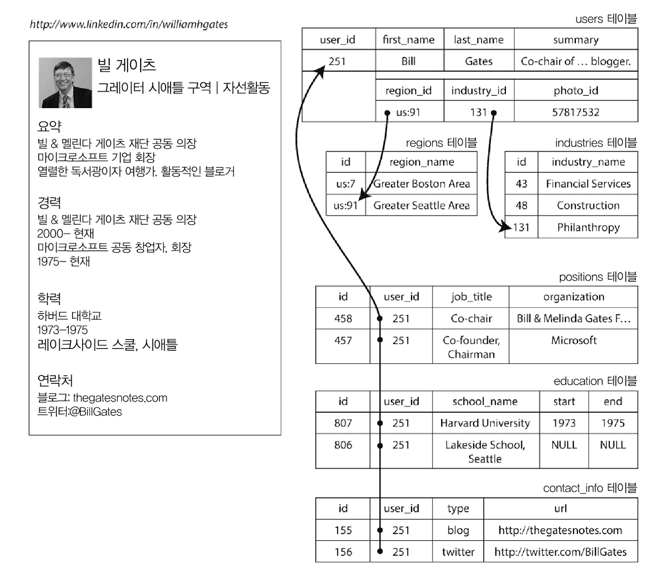 http://www.linkedin.com/in/williamhgates
빌 게이츠
그레이터 시애틀 구역 | 자선활동
요약
빌 & 멜린다 게이츠 재단 공동 의장
마이크로소프트 기업 회장
열렬한 독서광이자 여행가, 활동적인 블로거
경력
빌 & 멜린다 게이츠 재단 공동 의장
2000– 현재
마이크로소프트 공동 창업자, 회장
1975– 현재
학력
하버드 대학교
1973–1975
레이크사이드 스쿨, 시애틀
연락처
블로그: thegatesnotes.com
트위터:@BillGates
users 테이블
user_id first_name last_name summary
251 Bill Gates Co-chair of … blogger.
region_id industry_id photo_id
us:91 131 57817532
regions 테이블
id region_name
us:7 Greater Boston Area
us:91 Greater Seattle Area
industries 테이블
id industry_name
43 Financial Services
48 Construction
131 Philanthropy
positions 테이블
id user_id job_title organization
458 251 Co-chair Bill & Melinda Gates F…
457 251 Co-founder, Microsoft
Chairman
education 테이블
id user_id school_name start end
807 251 Harvard University 1973 1975
806 251 Lakeside School, NULL NULL
Seattle
contact_info 테이블
id user_id type url
155 251 blog http://thegatesnotes.com
156 251 twitter http://twitter.com/BillGates